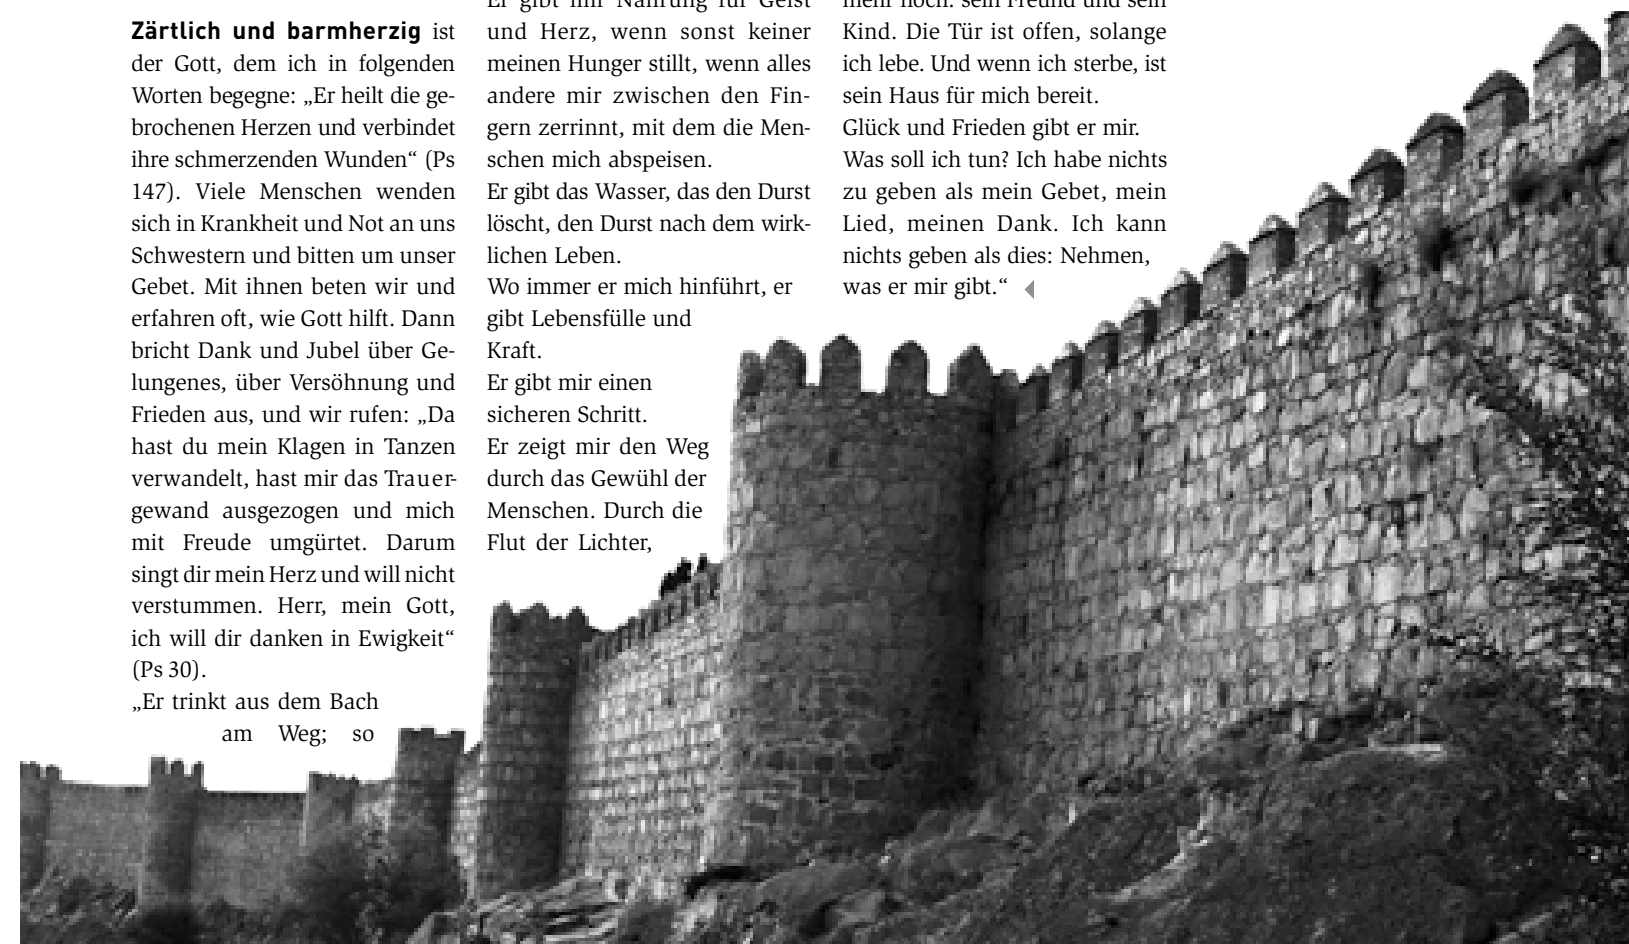 Zärtlich und barmherzig ist
der Gott, dem ich in folgenden
Worten begegne: „Er heilt die ge-
brochenen Herzen und verbindet
ihre schmerzenden Wunden“ (Ps
147). Viele Menschen wenden
sich in Krankheit und Not an uns
Schwestern und bitten um unser
Gebet. Mit ihnen beten wir und
erfahren oft, wie Gott hilft. Dann
bricht Dank und Jubel über Ge-
lungenes, über Versöhnung und
Frieden aus, und wir rufen: „Da
hast du mein Klagen in Tanzen
verwandelt, hast mir das Trauer-
gewand ausgezogen und mich
mit Freude umgürtet. Darum
singt dir mein Herz und will nicht
verstummen. Herr, mein Gott,
ich will dir danken in Ewigkeit“
(Ps 30).
„Er trinkt aus dem Bach
am Weg; so
Er gibt mir Nahrung für Geist
und Herz, wenn sonst keiner
meinen Hunger stillt, wenn alles
andere mir zwischen den Fin-
gern zerrinnt, mit dem die Men-
schen mich abspeisen.
Er gibt das Wasser, das den Durst
löscht, den Durst nach dem wirk-
lichen Leben.
Wo immer er mich hinführt, er
gibt Lebensfülle und
Kraft.
Er gibt mir einen
sicheren Schritt.
Er zeigt mir den Weg
durch das Gewühl der
Menschen. Durch die
Flut der Lichter,
mehr noch: sein Freund und sein
Kind. Die Tür ist offen, solange
ich lebe. Und wenn ich sterbe, ist
sein Haus für mich bereit.
Glück und Frieden gibt er mir.
Was soll ich tun? Ich habe nichts
zu geben als mein Gebet, mein
Lied, meinen Dank. Ich kann
nichts geben als dies: Nehmen,
was er mir gibt.“